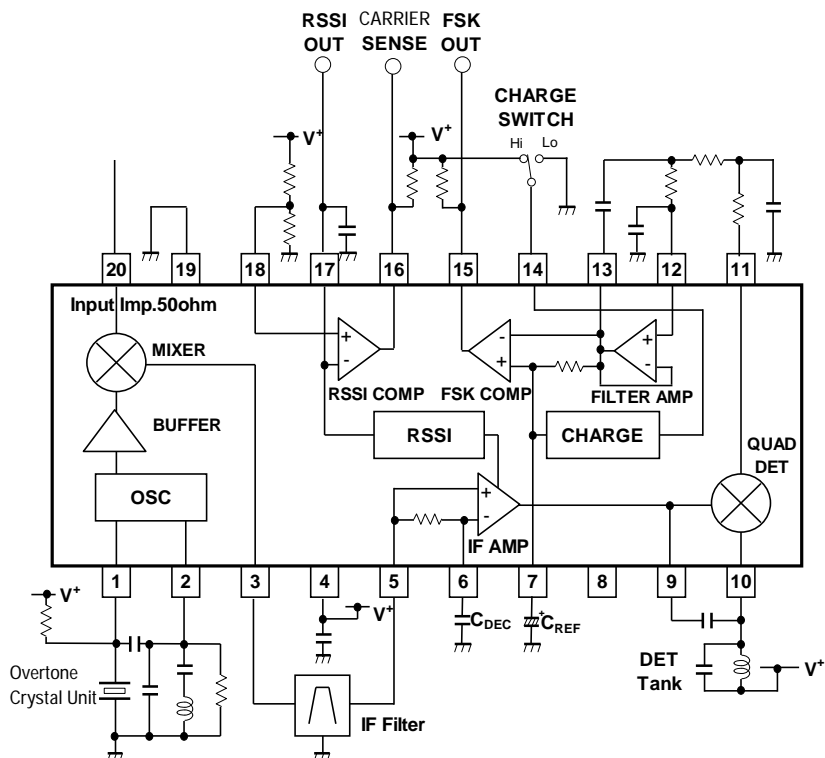 RSSI OUT
CARRIER SENSE
FSK OUT
CHARGE SWITCH
V+
V+
Hi
Lo
20
19
18
17
16
15
14
13
12
11
Input Imp.50ohm
MIXER
+
-
RSSI COMP
-
+
FSK COMP
+
-
FILTER AMP
BUFFER
RSSI
CHARGE
QUAD DET
OSC
+
-
IF AMP
1
2
3
4
5
6
7
8
9
10
V+
V+
CDEC
+
CREF
Overtone Crystal Unit
IF Filter
DET Tank
V+